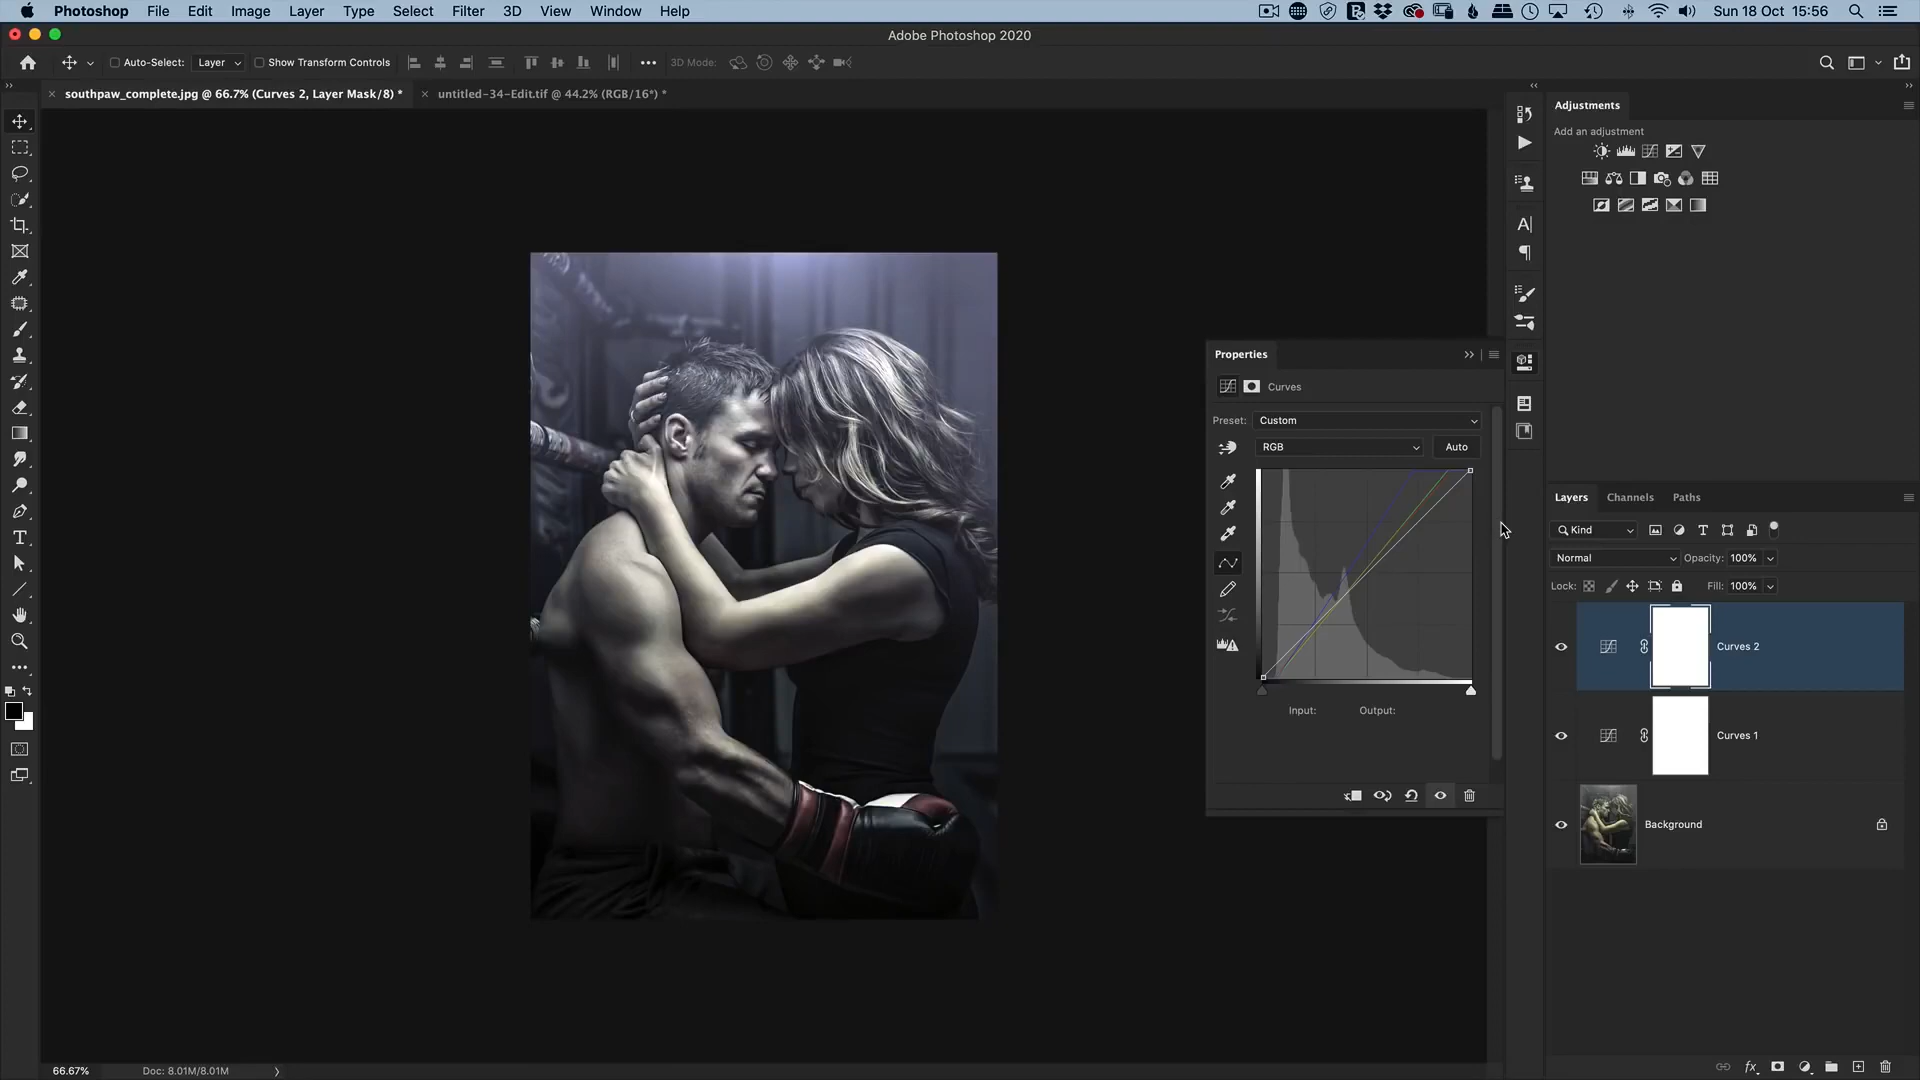 Photoshop File Edit Image Layer Type Select Filter 3D View Window Help Sun 18 Oct 15:56
Adobe Photoshop 2020
Auto-Select: Layer Show Transform Controls 3D Mode:
southpaw_complete.jpg @ 66.7% (Curves 2, Layer Mask/8) * untitled-34-Edit.tif @ 44.2% (RGB/16*) *
Adjustments
Add an adjustment
Properties
Curves
Preset: Custom
RGB Auto
Input: Output:
Layers Channels Paths
Kind
Normal Opacity: 100%
Lock: Fill: 100%
Curves 2
Curves 1
Background
66.67% Doc: 8.01M/8.01M